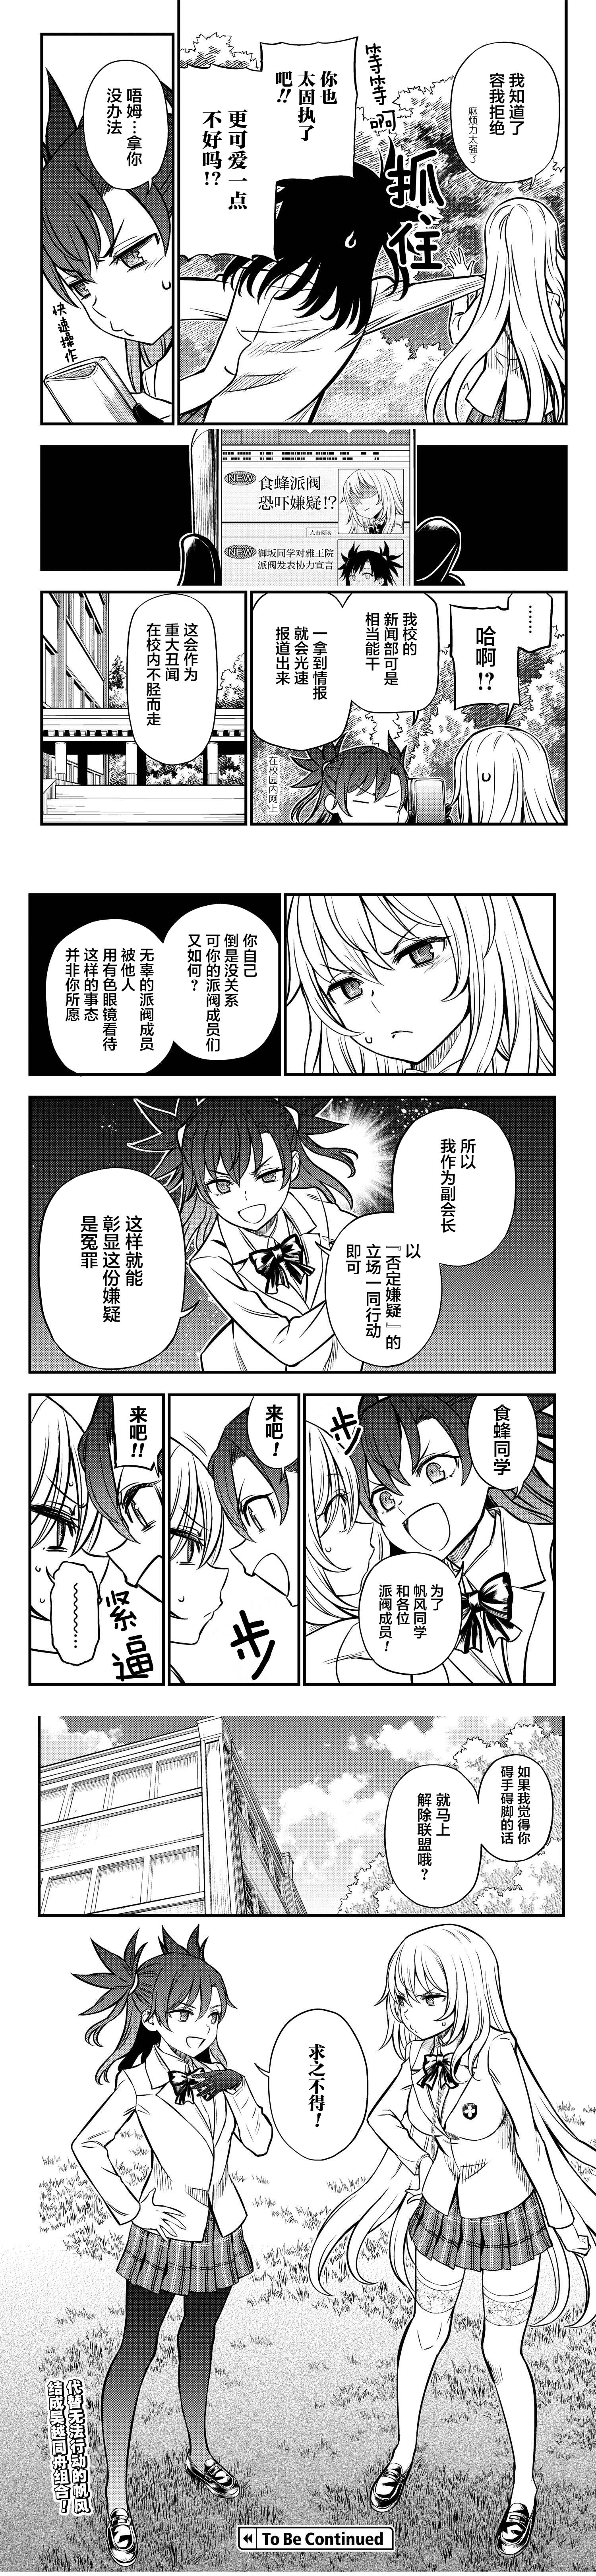 我知道了
容我拒绝
麻烦力太强了
等等啊
抓住
你也
太固执了
吧!!
更可爱一点
不好吗!?
唔姆…拿你
没办法
快速操作
NEW
食蜂派阀
恐吓嫌疑!?
点击阅读
NEW
御坂同学对雅王院
派阀发表协力宣言
……
哈啊!?
我校的
新闻部可是
相当能干
一拿到情报
就会光速
报道出来
在校园内网上
这会作为
重大丑闻
在校内不胫而走
你自己
倒是没关系
可你的派阀成员们
又如何?
无辜的派阀成员
被他人
用有色眼镜看待
这样的事态
并非你所愿
所以
我作为副会长
以
『否定嫌疑』的
立场一同行动
即可
这样就能
彰显这份嫌疑
是冤罪
食蜂同学
步
为了
帆风同学
和各位
派阀成员!
来吧!
步
来吧!!
紧逼
~~~~~~
如果我觉得你
碍手碍脚的话
就马上
解除联盟哦?
求之不得!
代替无法行动的帆风
结成吴越同舟组合!
To Be Continued